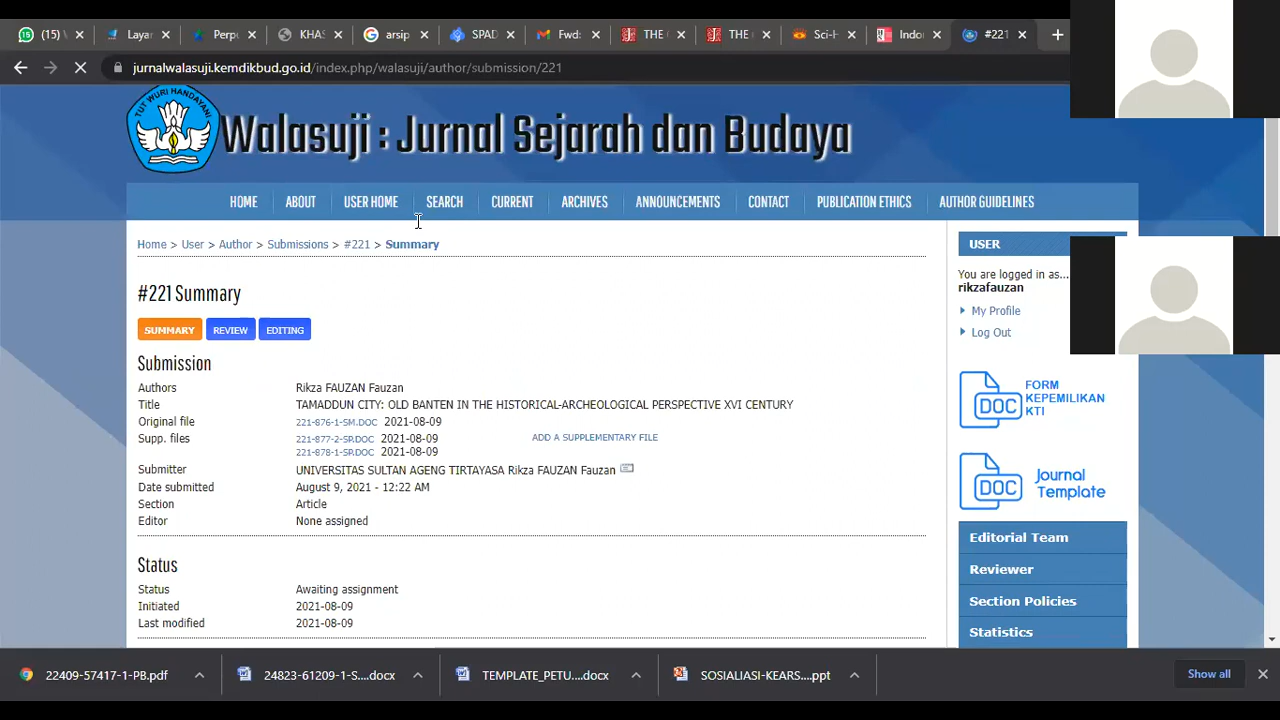 (15) W
Layar
Perpu
KHAS
arsip
SPAD
Fwd:
THE
THE
Sci-H
Indo
#221
jurnalwalasuji.kemdikbud.go.id/index.php/walasuji/author/submission/221
TUT WURI HANDAYANI
Walasuji : Jurnal Sejarah dan Budaya
HOME ABOUT USER HOME SEARCH CURRENT ARCHIVES ANNOUNCEMENTS CONTACT PUBLICATION ETHICS AUTHOR GUIDELINES
Home > User > Author > Submissions > #221 > Summary
#221 Summary
SUMMARY REVIEW EDITING
Submission
Authors Rikza FAUZAN Fauzan
Title TAMADDUN CITY: OLD BANTEN IN THE HISTORICAL-ARCHEOLOGICAL PERSPECTIVE XVI CENTURY
Original file 221-876-1-SM.DOC 2021-08-09
Supp. files 221-877-2-SP.DOC 2021-08-09 ADD A SUPPLEMENTARY FILE
221-878-1-SP.DOC 2021-08-09
Submitter UNIVERSITAS SULTAN AGENG TIRTAYASA Rikza FAUZAN Fauzan
Date submitted August 9, 2021 - 12:22 AM
Section Article
Editor None assigned
Status
Status Awaiting assignment
Initiated 2021-08-09
Last modified 2021-08-09
USER
You are logged in as...
rikzafauzan
My Profile
Log Out
DOC
FORM
KEPEMILIKAN
KTI
DOC
Journal
Template
Editorial Team
Reviewer
Section Policies
Statistics
22409-57417-1-PB.pdf
24823-61209-1-S....docx
TEMPLATE_PETU....docx
SOSIALIASI-KEARS....ppt
Show all